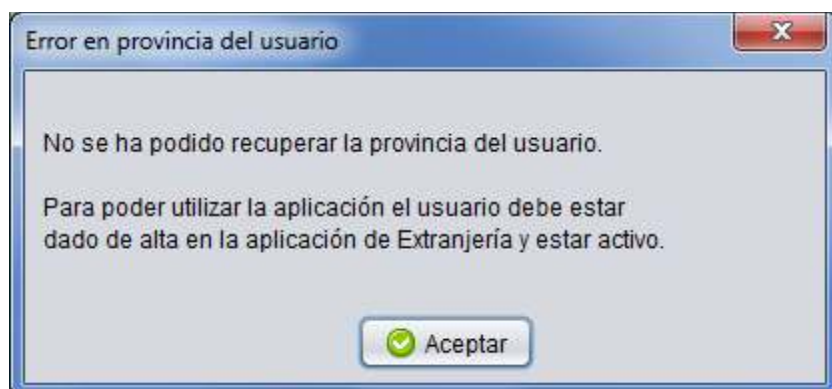 Error en provincia del usuario
No se ha podido recuperar la provincia del usuario.
Para poder utilizar la aplicación el usuario debe estar
dado de alta en la aplicación de Extranjería y estar activo.
Aceptar